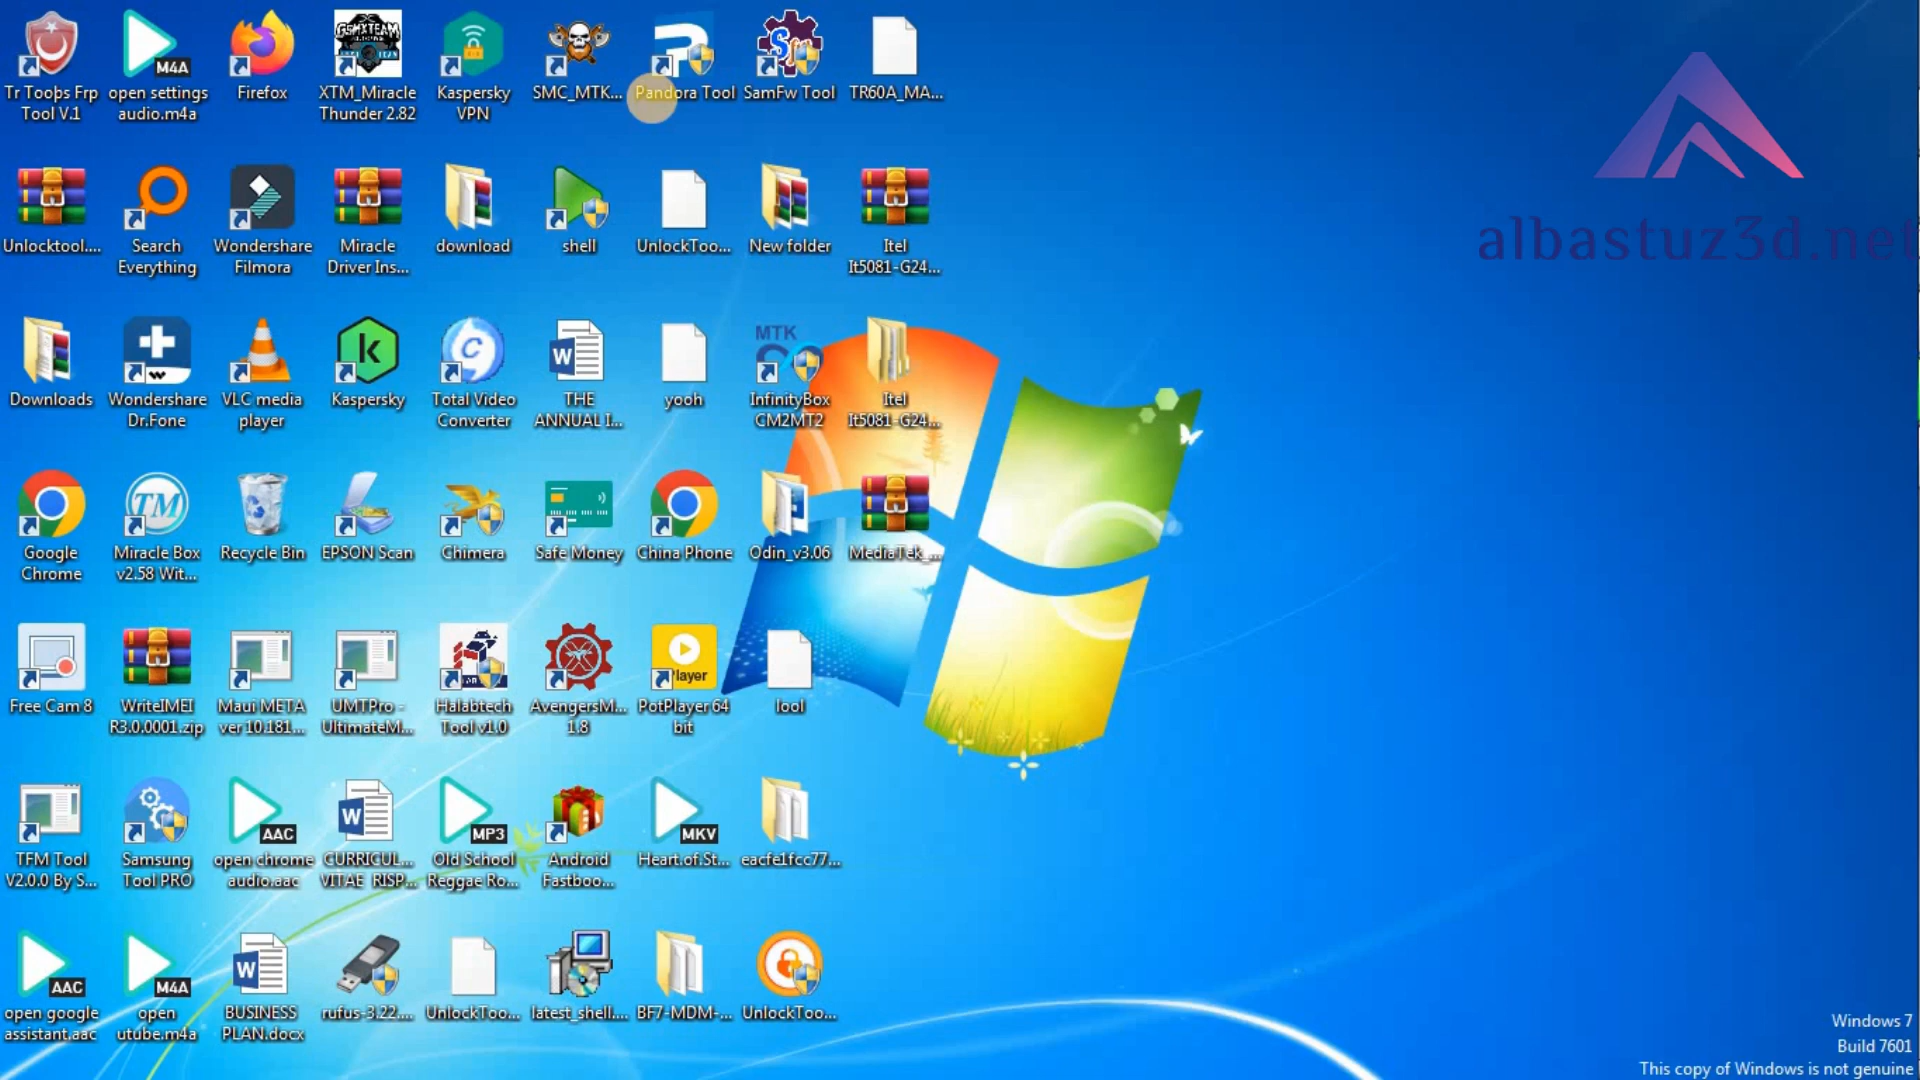 Tr Tools Frp
Tool V.1
open settings
audio.m4a
M4A
Firefox
GSMXTEAM
XTM_Miracle
Thunder 2.82
Kaspersky
VPN
SMC_MTK...
Pandora Tool
SamFw Tool
TR60A_MA...
albastuz3d.net
Unlocktool....
Search
Everything
Wondershare
Filmora
Miracle
Driver Ins...
download
shell
UnlockToo...
New folder
Itel
It5081-G24...
Downloads
Wondershare
Dr.Fone
VLC media
player
k
Kaspersky
C
Total Video
Converter
W
THE
ANNUAL I...
yooh
MTK
InfinityBox
CM2MT2
Itel
It5081-G24...
Google
Chrome
TM
Miracle Box
v2.58 Wit...
Recycle Bin
EPSON Scan
Chimera
Safe Money
China Phone
Odin_v3.06
MediaTek_...
Free Cam 8
WriteIMEI
R3.0.0001.zip
Maui META
ver 10.181...
UMTPro -
UltimateM...
Halabtech
Tool v1.0
AvengersM...
1.8
Player
PotPlayer 64
bit
lool
TFM Tool
V2.0.0 By S...
Samsung
Tool PRO
AAC
open chrome
audio.aac
W
CURRICUL...
VITAE RISP...
MP3
Old School
Reggae Ro...
Android
Fastboo...
MKV
Heart.of.St...
eacfe1fcc77...
AAC
open google
assistant.aac
M4A
open
utube.m4a
W
BUSINESS
PLAN.docx
rufus-3.22....
UnlockToo...
latest_shell....
BF7-MDM-...
UnlockToo...
Windows 7
Build 7601
This copy of Windows is not genuine